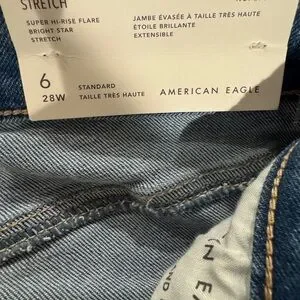 STRETCH
SUPER HI-RISE FLARE
BRIGHT STAR
STRETCH
JAMBE ÉVASÉE À TAILLE TRÈS HAUTE
ÉTOILE BRILLANTE
EXTENSIBLE
6
28W
STANDARD
TAILLE TRÈS HAUTE
AMERICAN EAGLE